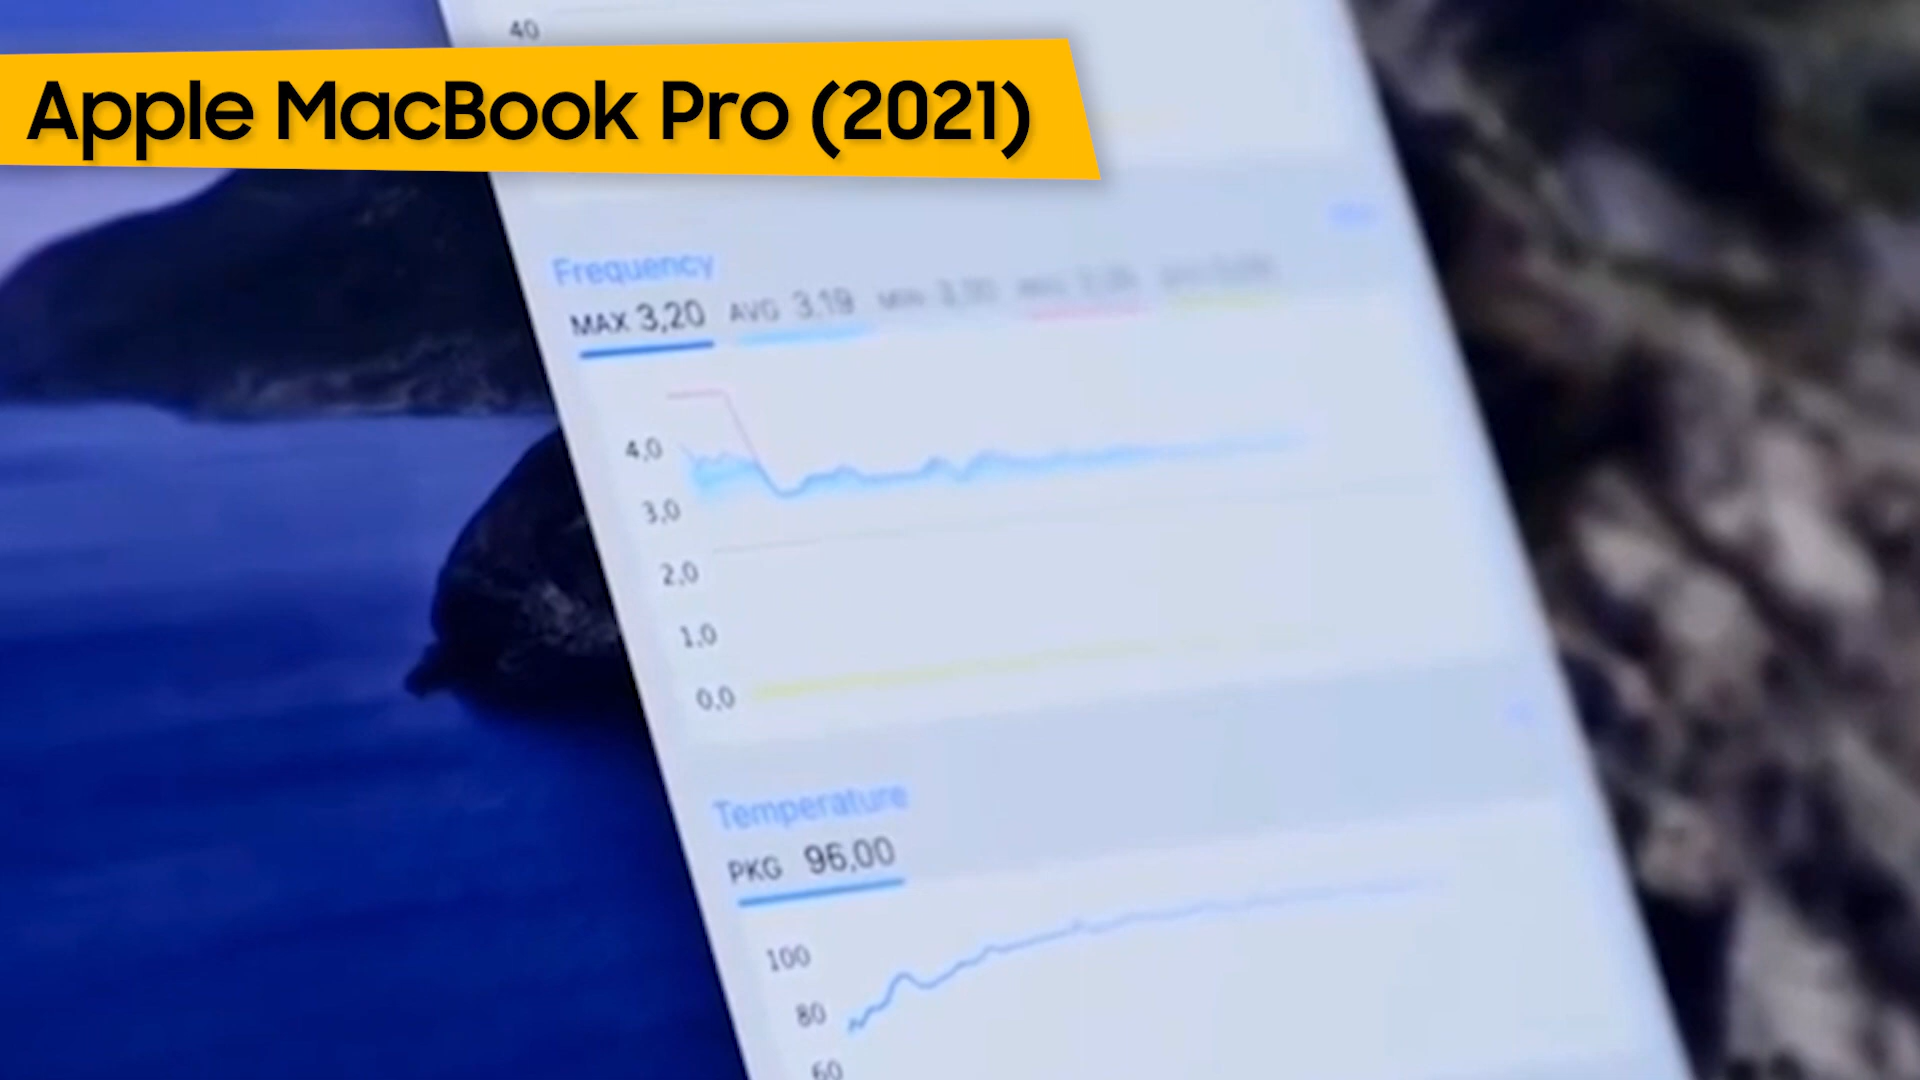 40
Apple MacBook Pro (2021)
Frequency
MAX 3,20 AVG 3,19
4,0
3,0
2,0
1,0
0,0
Temperature
PKG 96,00
100
80
60